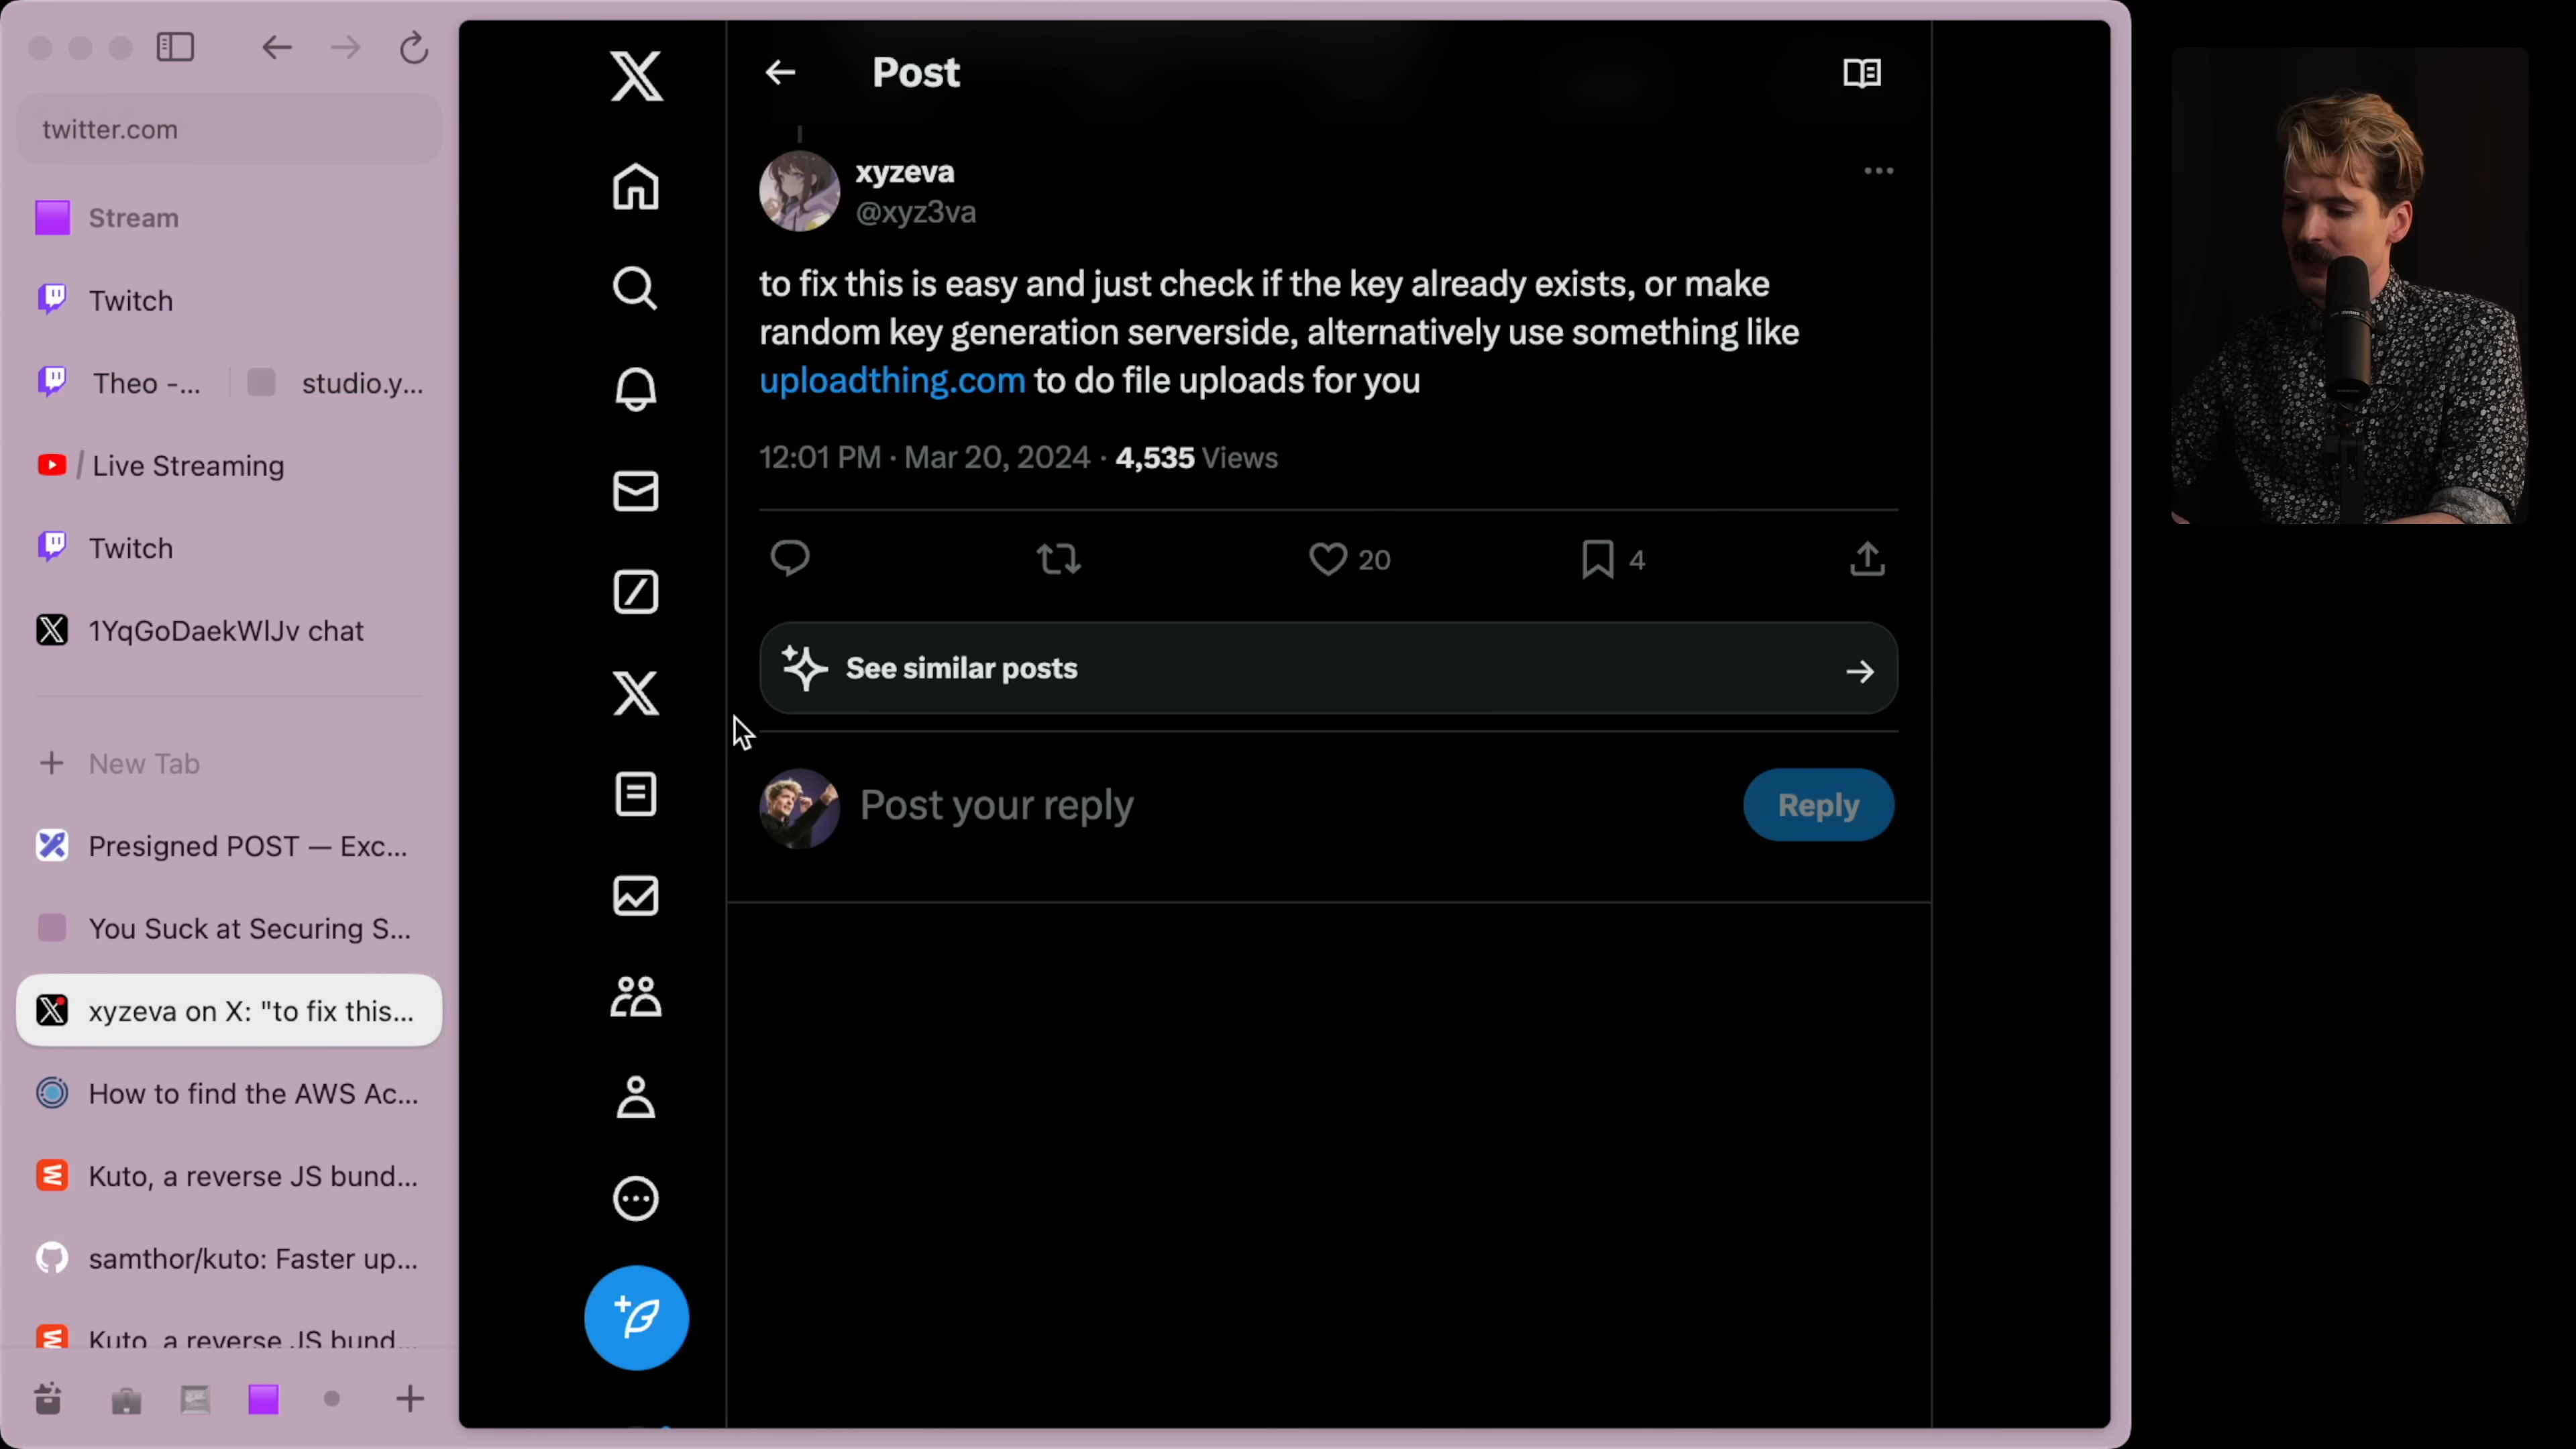 twitter.com
Stream
Twitch
Theo -...
studio.y...
/ Live Streaming
Twitch
1YqGoDaekWlJv chat
New Tab
Presigned POST — Exc...
You Suck at Securing S...
xyzeva on X: "to fix this...
How to find the AWS Ac...
Kuto, a reverse JS bund...
samthor/kuto: Faster up...
Kuto, a reverse JS bund...
Post
xyzeva
@xyz3va
to fix this is easy and just check if the key already exists, or make
random key generation serverside, alternatively use something like
uploadthing.com to do file uploads for you
12:01 PM · Mar 20, 2024 · 4,535 Views
20
4
See similar posts
Post your reply
Reply